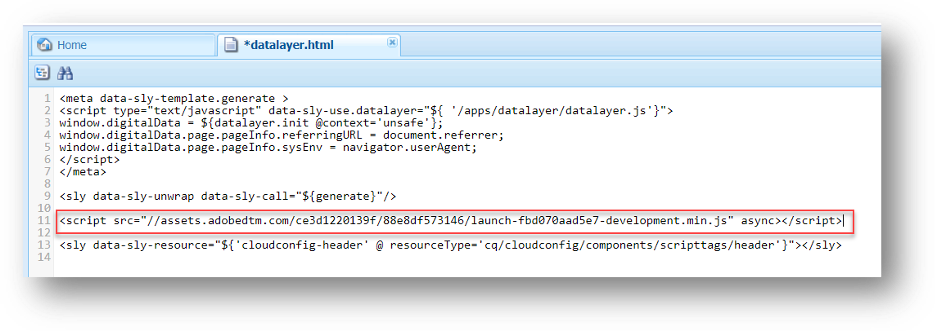 Home
*datalayer.html
1 <meta data-sly-template.generate >
2 <script type="text/javascript" data-sly-use.datalayer="${ '/apps/datalayer/datalayer.js'}">
3 window.digitalData = ${datalayer.init @context='unsafe'};
4 window.digitalData.page.pageInfo.referringURL = document.referrer;
5 window.digitalData.page.pageInfo.sysEnv = navigator.userAgent;
6 </script>
7 </meta>
8
9 <sly data-sly-unwrap data-sly-call="${generate}"/>
10
11 <script src="//assets.adobedtm.com/ce3d1220139f/88e8df573146/launch-fbd070aad5e7-development.min.js" async></script>
12
13 <sly data-sly-resource="${'cloudconfig-header' @ resourceType='cq/cloudconfig/components/scripttags/header'}"></sly>
14